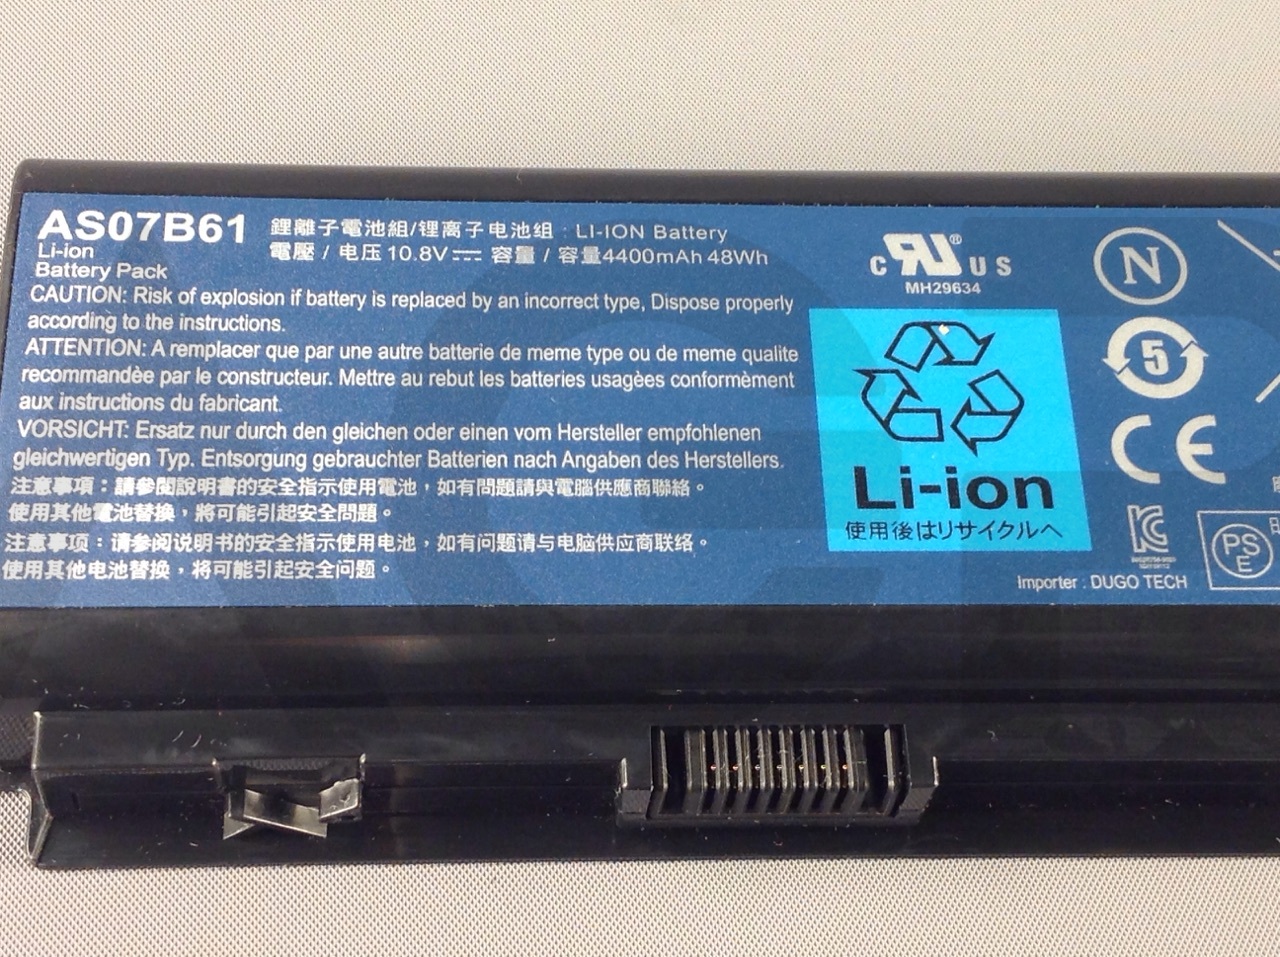 AS07B61 鋰離子電池組/锂离子电池组 : LI-ION Battery
Li-ion 電壓 / 电压 10.8V⎓ 容量 / 容量4400mAh 48Wh
Battery Pack
CAUTION: Risk of explosion if battery is replaced by an incorrect type, Dispose properly
according to the instructions.
ATTENTION: A remplacer que par une autre batterie de meme type ou de meme qualite
recommandèe par le constructeur. Mettre au rebut les batteries usagèes conformèment
aux instructions du fabricant.
VORSICHT: Ersatz nur durch den gleichen oder einen vom Hersteller empfohlenen
gleichwertigen Typ. Entsorgung gebrauchter Batterien nach Angaben des Herstellers.
注意事項：請參閱說明書的安全指示使用電池，如有問題請與電腦供應商聯絡。
使用其他電池替換，將可能引起安全問題。
注意事项：请参阅说明书的安全指示使用电池，如有问题请与电脑供应商联络。
使用其他电池替换，将可能引起安全问题。
c RU ® US
MH29634
Li-ion
使用後はリサイクルへ
N
5
CE
PS
E
Importer : DUGO TECH